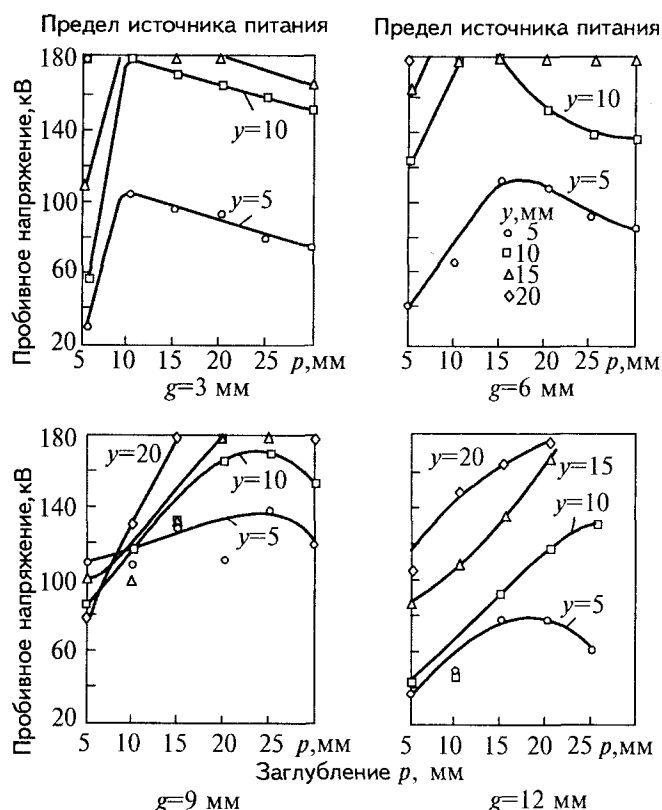 Предел источника питания
Предел источника питания
Пробивное напряжение, кВ
180
140
100
60
20
y=10
y=5
5 10 15 20 25 p, мм
g=3 мм
y=10
y=5
y, мм
5
10
15
20
5 10 15 20 25 p, мм
g=6 мм
Пробивное напряжение, кВ
180
140
100
60
20
y=20
y=10
y=5
5 10 15 20 25 p, мм
y=20
y=15
y=10
y=5
5 10 15 20 25 p, мм
Заглубление p, мм
g=9 мм
g=12 мм